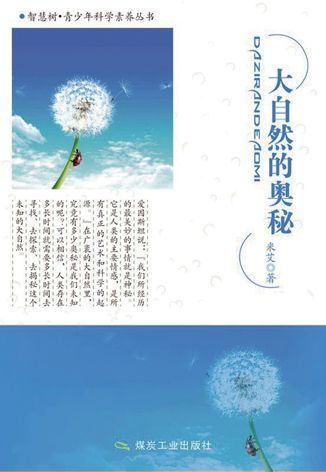 智慧树•青少年科学素养丛书
大自然的奥秘
DAZIRANDEAOMI
米艾 著
爱因斯坦说：“我们所经历
的最美妙的事情就是神秘。
它是人类的主要情感，是所
有真正的艺术和科学的起
源。”在广袤的大自然里，
究竟有多少奥秘是我们未知
的呢？可以相信，人类存在
多长时间就需要多长时间去
寻找、去探索、去揭秘这个
未知的大自然。
煤炭工业出版社